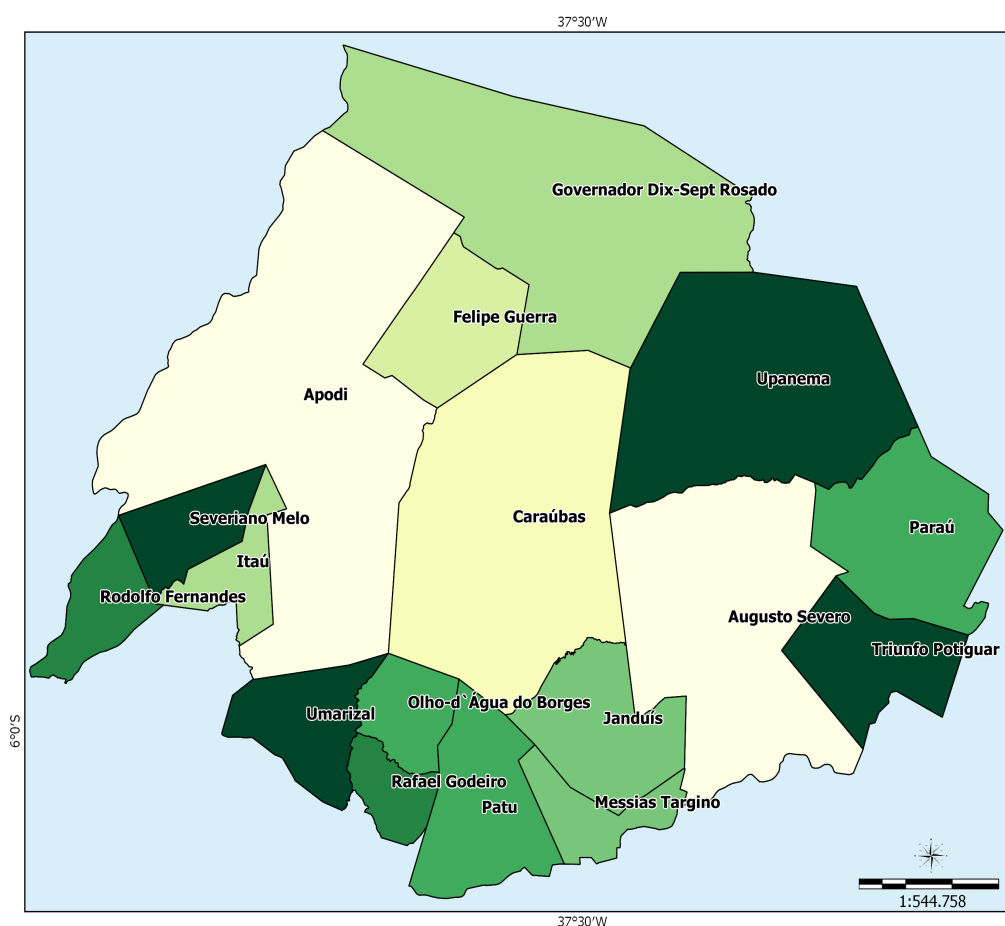 37°30'W
Governador Dix-Sept Rosado
Felipe Guerra
Upanema
Apodi
Caraúbas
Severiano Melo
Paraú
Itaú
Rodolfo Fernandes
Augusto Severo
Triunfo Potiguar
Olho-d`Água do Borges
Umarizal
Janduís
6°0'S
Rafael Godeiro
Messias Targino
Patu
1:544.758
37°30'W